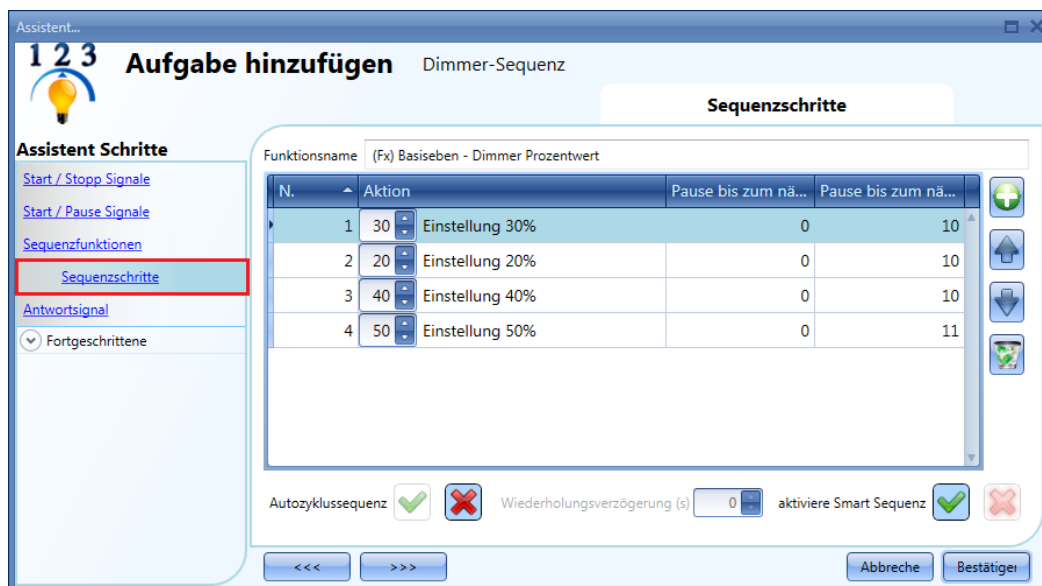 Assistent...
1 2 3
Aufgabe hinzufügen Dimmer-Sequenz
Sequenzschritte
Assistent Schritte
Start / Stopp Signale
Start / Pause Signale
Sequenzfunktionen
Sequenzschritte
Antwortsignal
Fortgeschrittene
Funktionsname (Fx) Basiseben - Dimmer Prozentwert
N. Aktion Pause bis zum nä... Pause bis zum nä...
1 30 Einstellung 30% 0 10
2 20 Einstellung 20% 0 10
3 40 Einstellung 40% 0 10
4 50 Einstellung 50% 0 11
Autozyklussequenz Wiederholungsverzögerung (s) 0 aktiviere Smart Sequenz
<<< >>> Abbreche Bestätiger